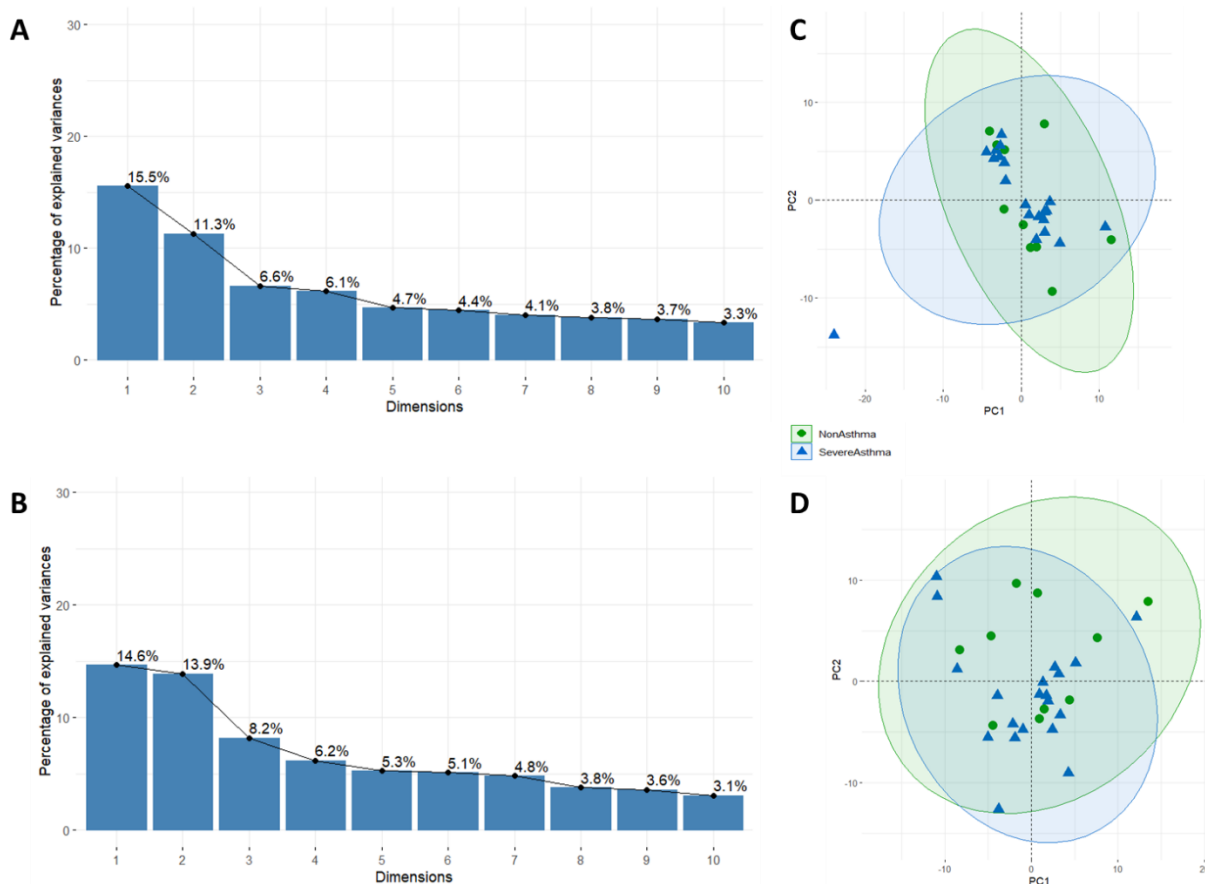 A
Percentage of explained variances
30
20
10
0
15.5%
11.3%
6.6%
6.1%
4.7%
4.4%
4.1%
3.8%
3.7%
3.3%
1 2 3 4 5 6 7 8 9 10
Dimensions
C
PC2
10
0
-10
-20 -10 0 10
PC1
NonAsthma
SevereAsthma
B
Percentage of explained variances
30
20
10
0
14.6%
13.9%
8.2%
6.2%
5.3%
5.1%
4.8%
3.8%
3.6%
3.1%
1 2 3 4 5 6 7 8 9 10
Dimensions
D
PC2
10
0
-10
-10 0 10 20
PC1